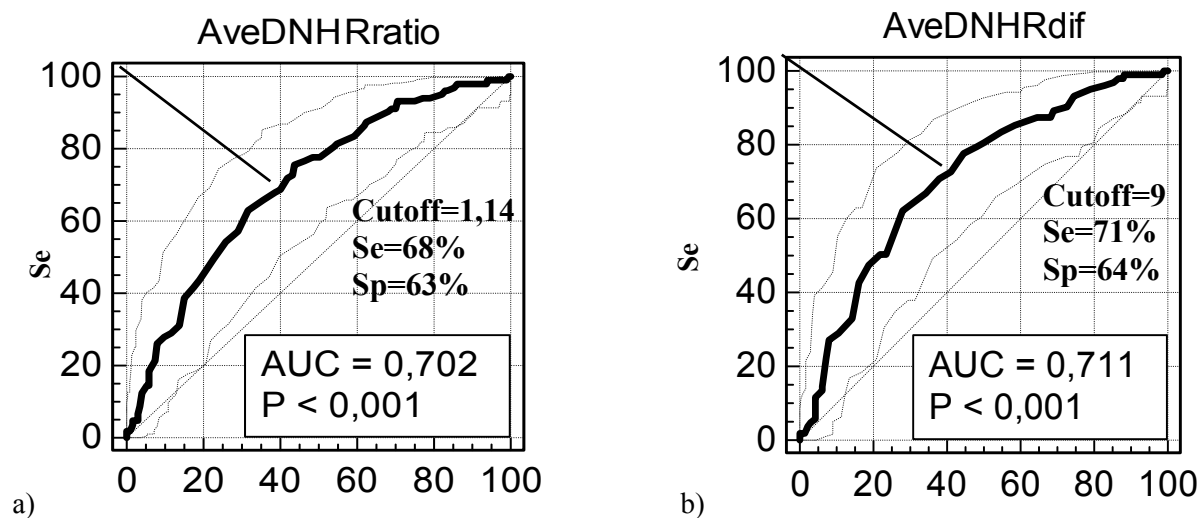 AveDNHRratio
100
80
60
40
20
0
Se
Cutoff=1,14
Se=68%
Sp=63%
AUC = 0,702
P < 0,001
0 20 40 60 80 100
a)
AveDNHRdif
100
80
60
40
20
0
Se
Cutoff=9
Se=71%
Sp=64%
AUC = 0,711
P < 0,001
0 20 40 60 80 100
b)